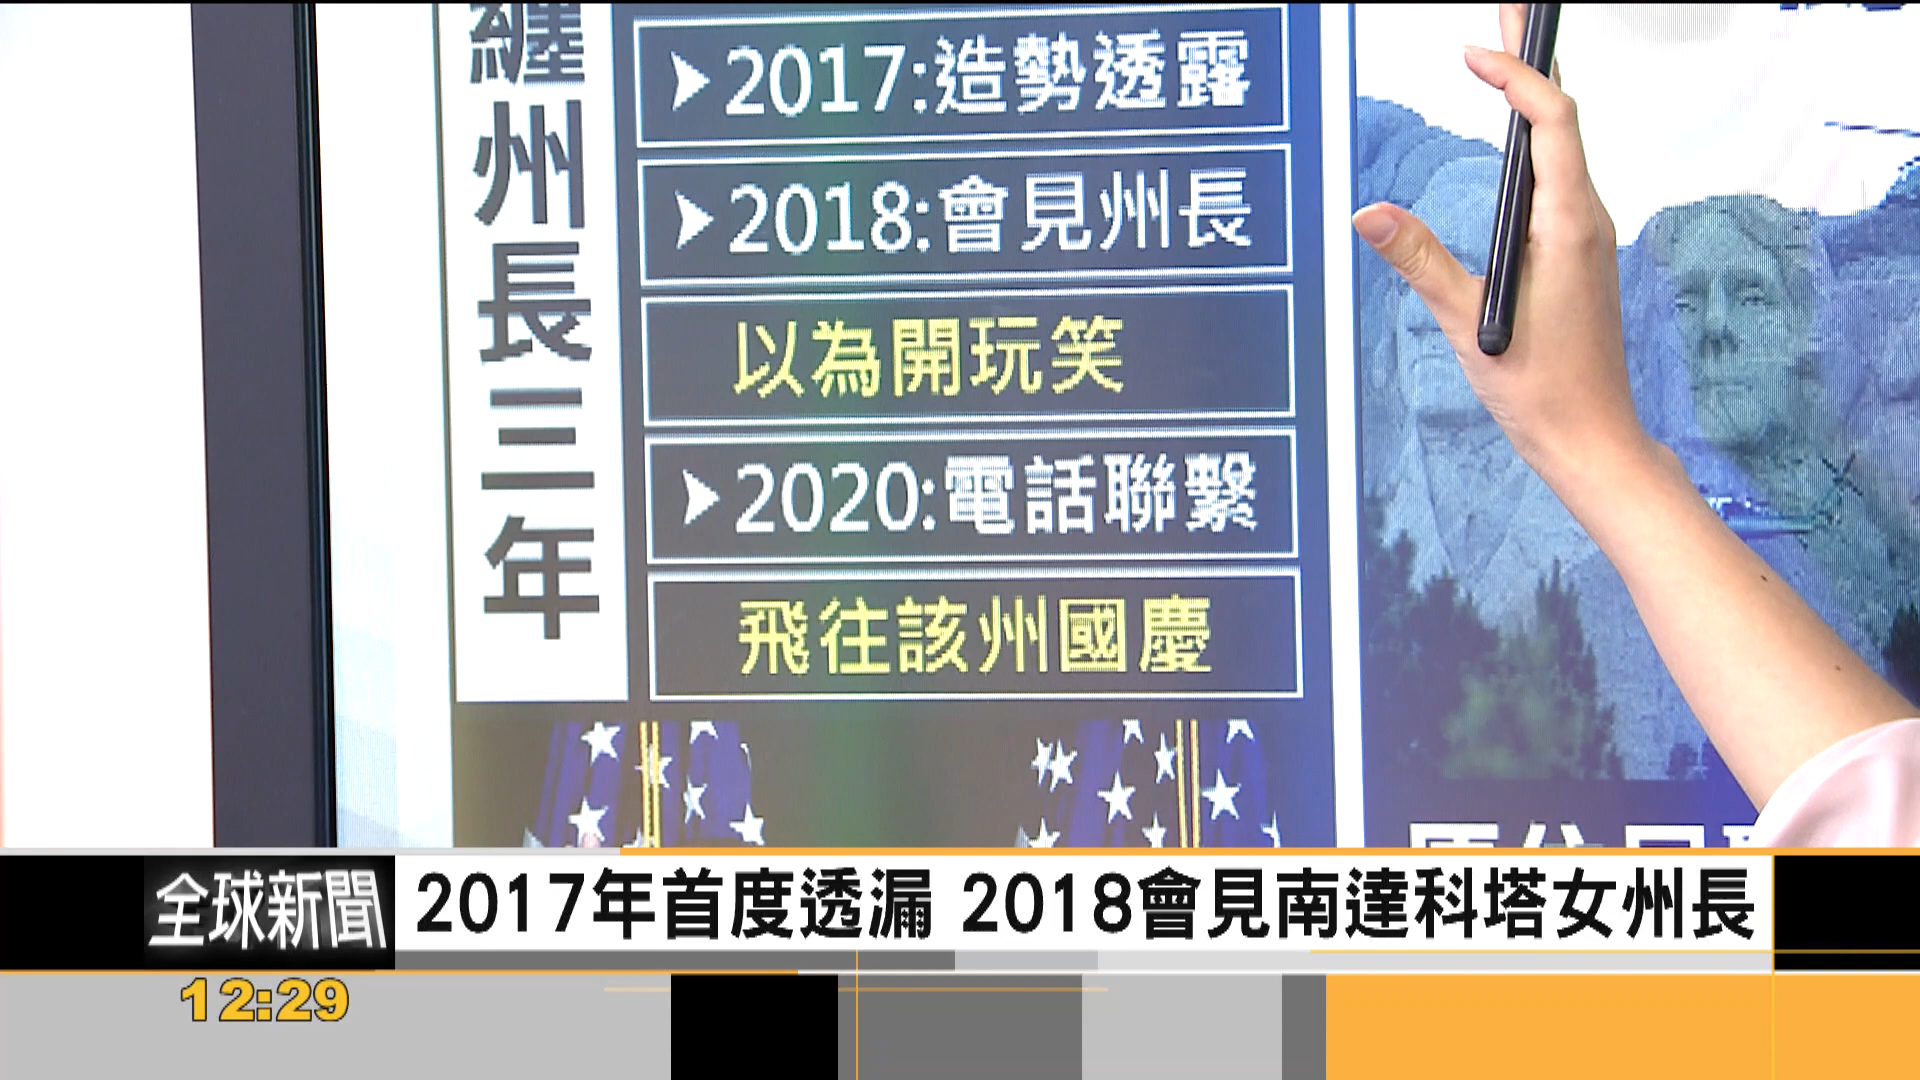 纏州長三年
2017:造勢透露
2018:會見州長
以為開玩笑
2020:電話聯繫
飛往該州國慶
全球新聞
2017年首度透漏 2018會見南達科塔女州長
12:29